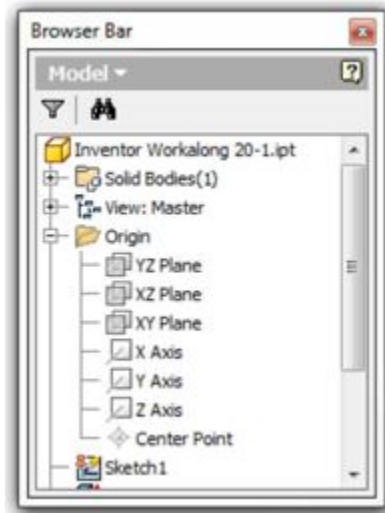 Browser Bar
Model
Inventor Workalong 20-1.ipt
Solid Bodies(1)
View: Master
Origin
YZ Plane
XZ Plane
XY Plane
X Axis
Y Axis
Z Axis
Center Point
Sketch1